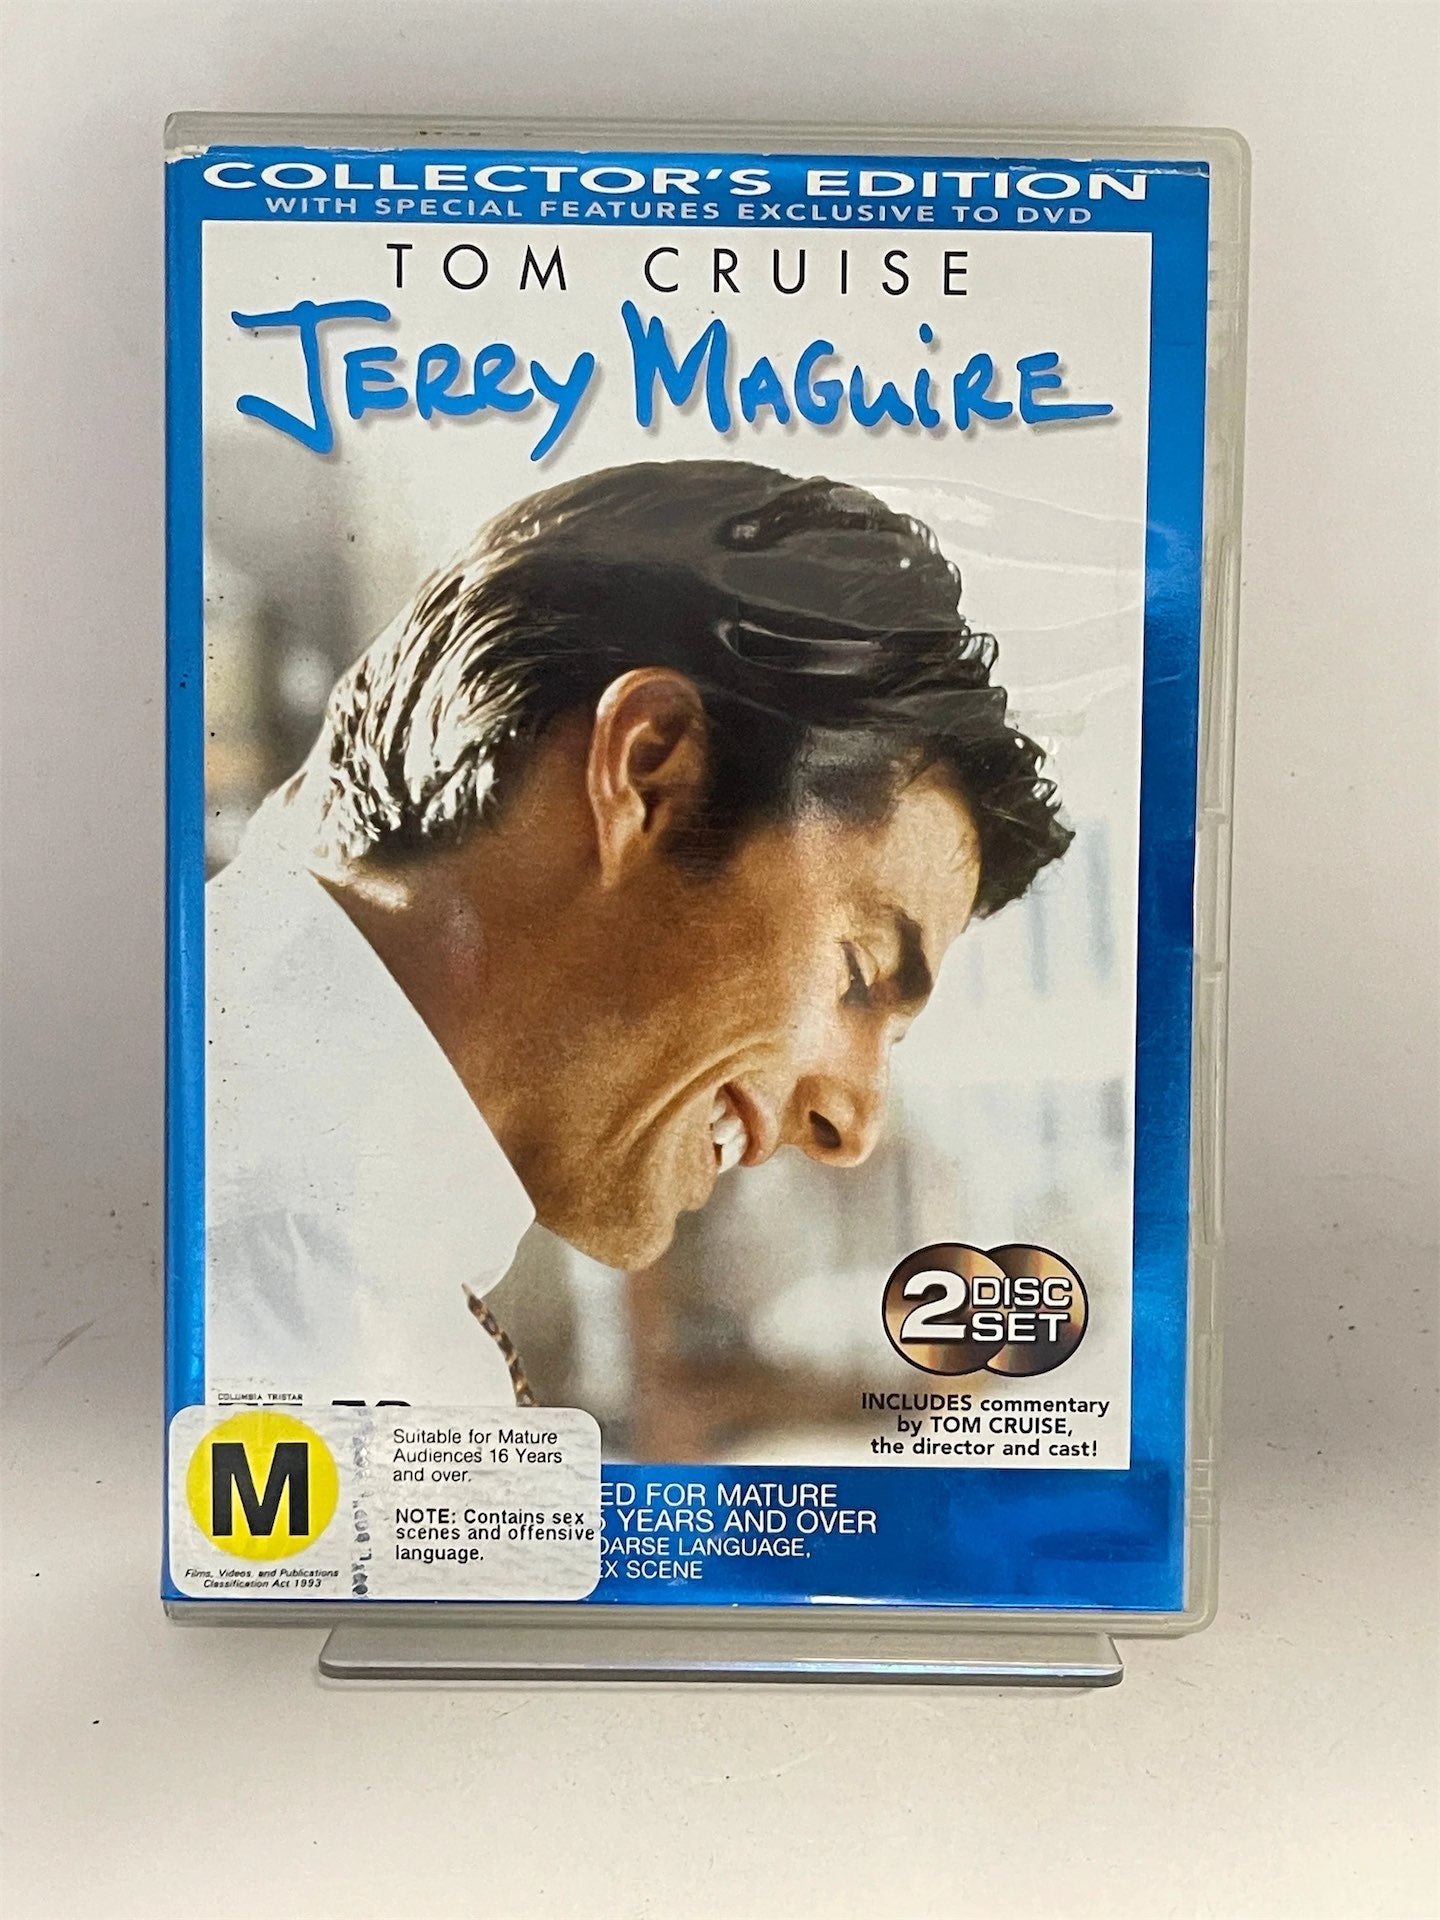 COLLECTOR'S EDITION
WITH SPECIAL FEATURES EXCLUSIVE TO DVD
TOM CRUISE
JERRY MAGUIRE
2 DISC
SET
INCLUDES commentary
by TOM CRUISE,
the director and cast!
COLUMBIA TRISTAR
M
Films, Videos, and Publications
Classification Act 1993
Suitable for Mature
Audiences 16 Years
and over.
NOTE: Contains sex
scenes and offensive
language.
ED FOR MATURE
5 YEARS AND OVER
OARSE LANGUAGE,
EX SCENE